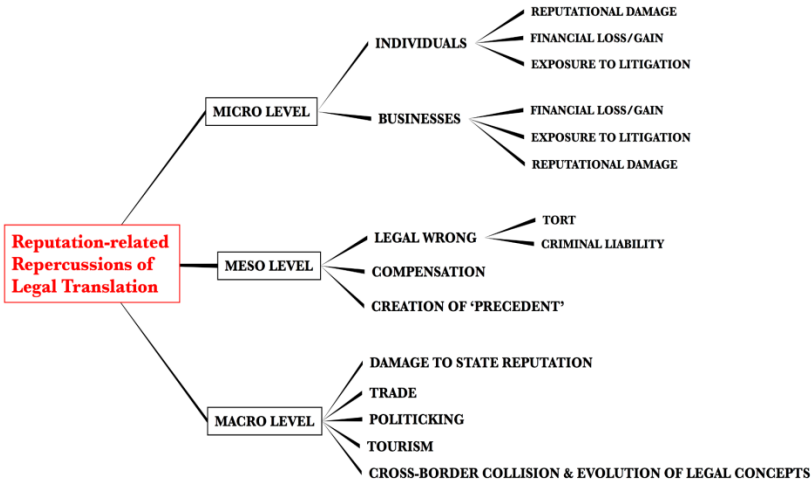 Reputation-related
Repercussions of
Legal Translation
MICRO LEVEL
INDIVIDUALS
REPUTATIONAL DAMAGE
FINANCIAL LOSS/GAIN
EXPOSURE TO LITIGATION
BUSINESSES
FINANCIAL LOSS/GAIN
EXPOSURE TO LITIGATION
REPUTATIONAL DAMAGE
MESO LEVEL
LEGAL WRONG
TORT
CRIMINAL LIABILITY
COMPENSATION
CREATION OF ‘PRECEDENT’
MACRO LEVEL
DAMAGE TO STATE REPUTATION
TRADE
POLITICKING
TOURISM
CROSS-BORDER COLLISION & EVOLUTION OF LEGAL CONCEPTS